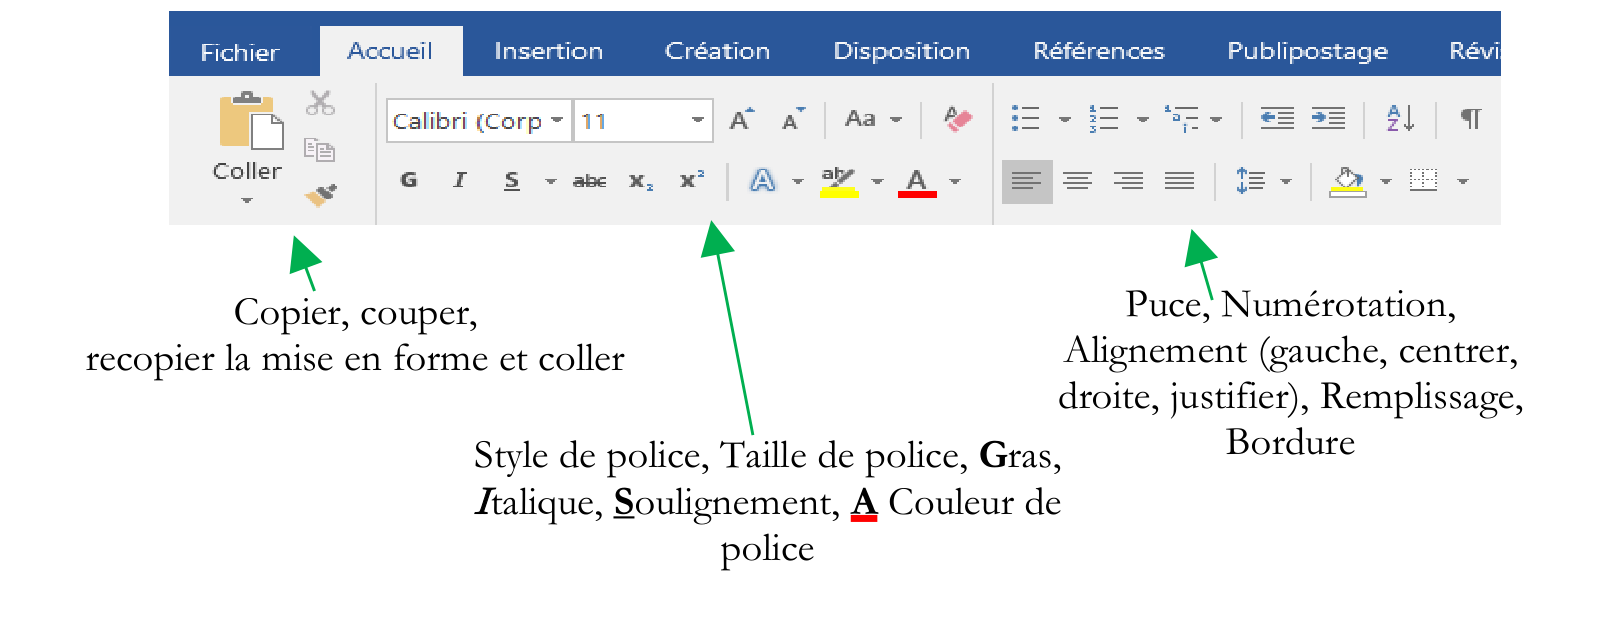 Fichier Accueil Insertion Création Disposition Références Publipostage Révi
Calibri (Corp 11 A A Aa A
Coller
G I S abc x₂ x² A ab A
A Z ¶
Copier, couper,
recopier la mise en forme et coller
Style de police, Taille de police, Gras,
Italique, Soulignement, A Couleur de
police
Puce, Numérotation,
Alignement (gauche, centrer,
droite, justifier), Remplissage,
Bordure